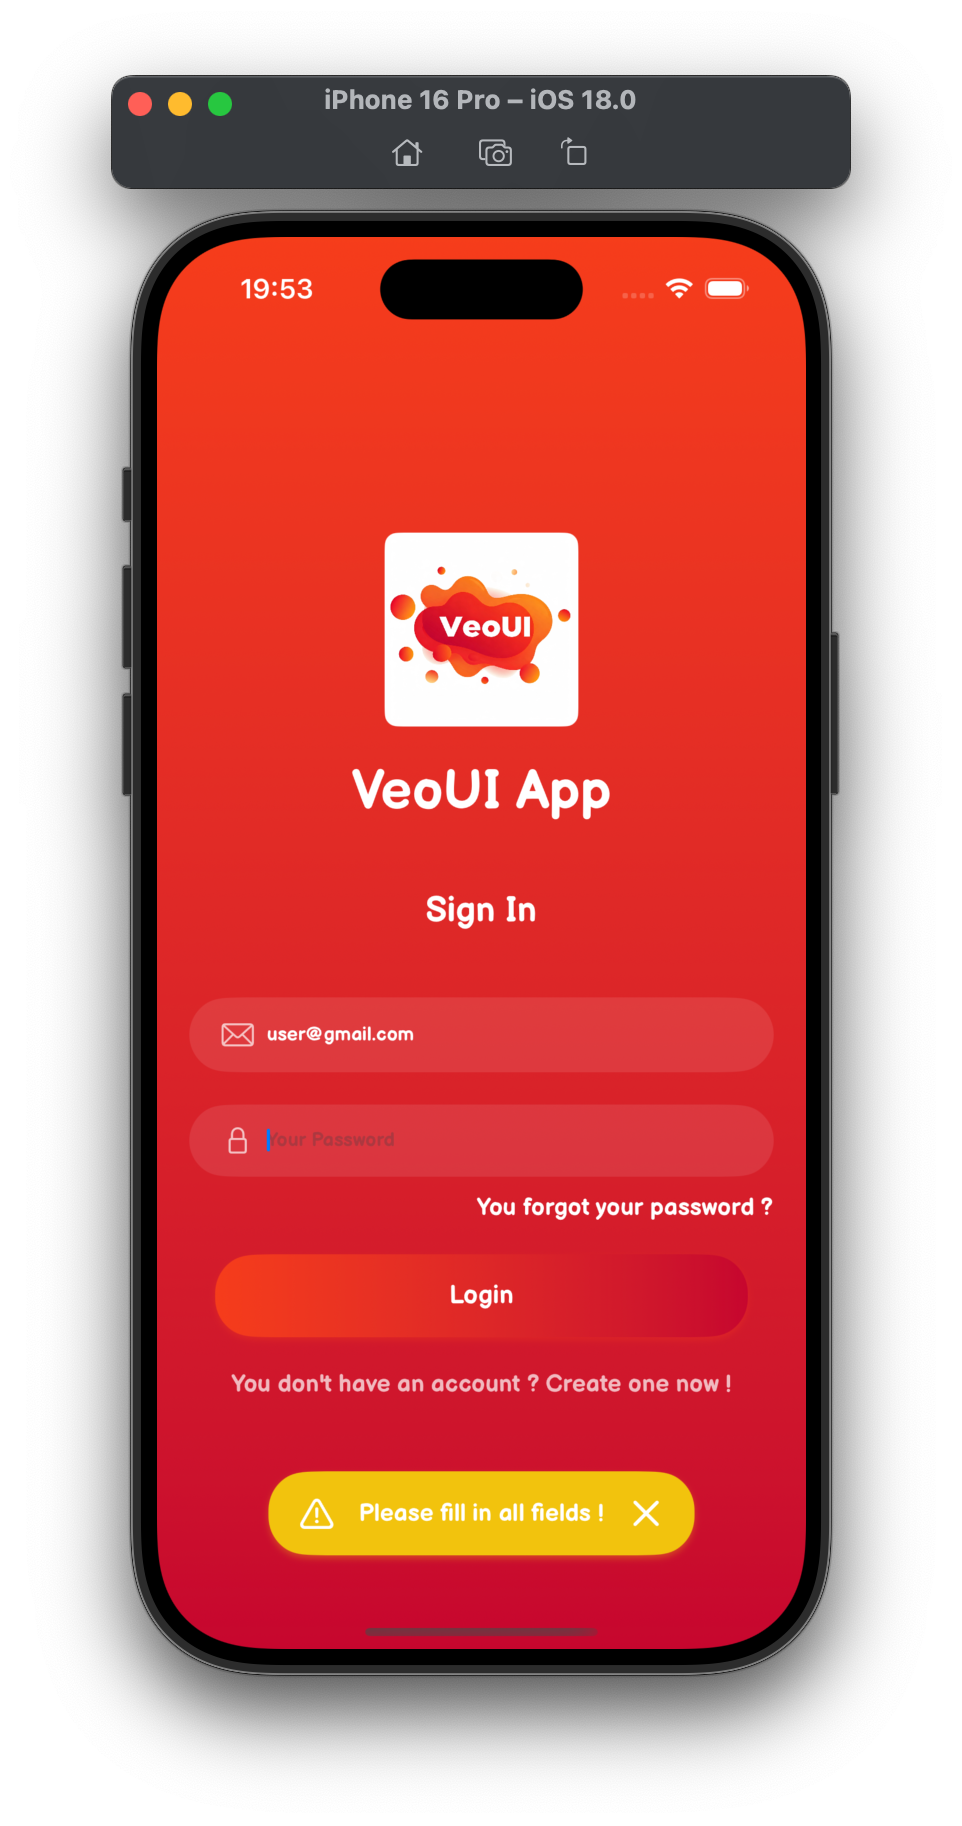 iPhone 16 Pro – iOS 18.0
19:53
VeoUI
VeoUI App
Sign In
user@gmail.com
Your Password
You forgot your password ?
Login
You don't have an account ? Create one now !
Please fill in all fields !